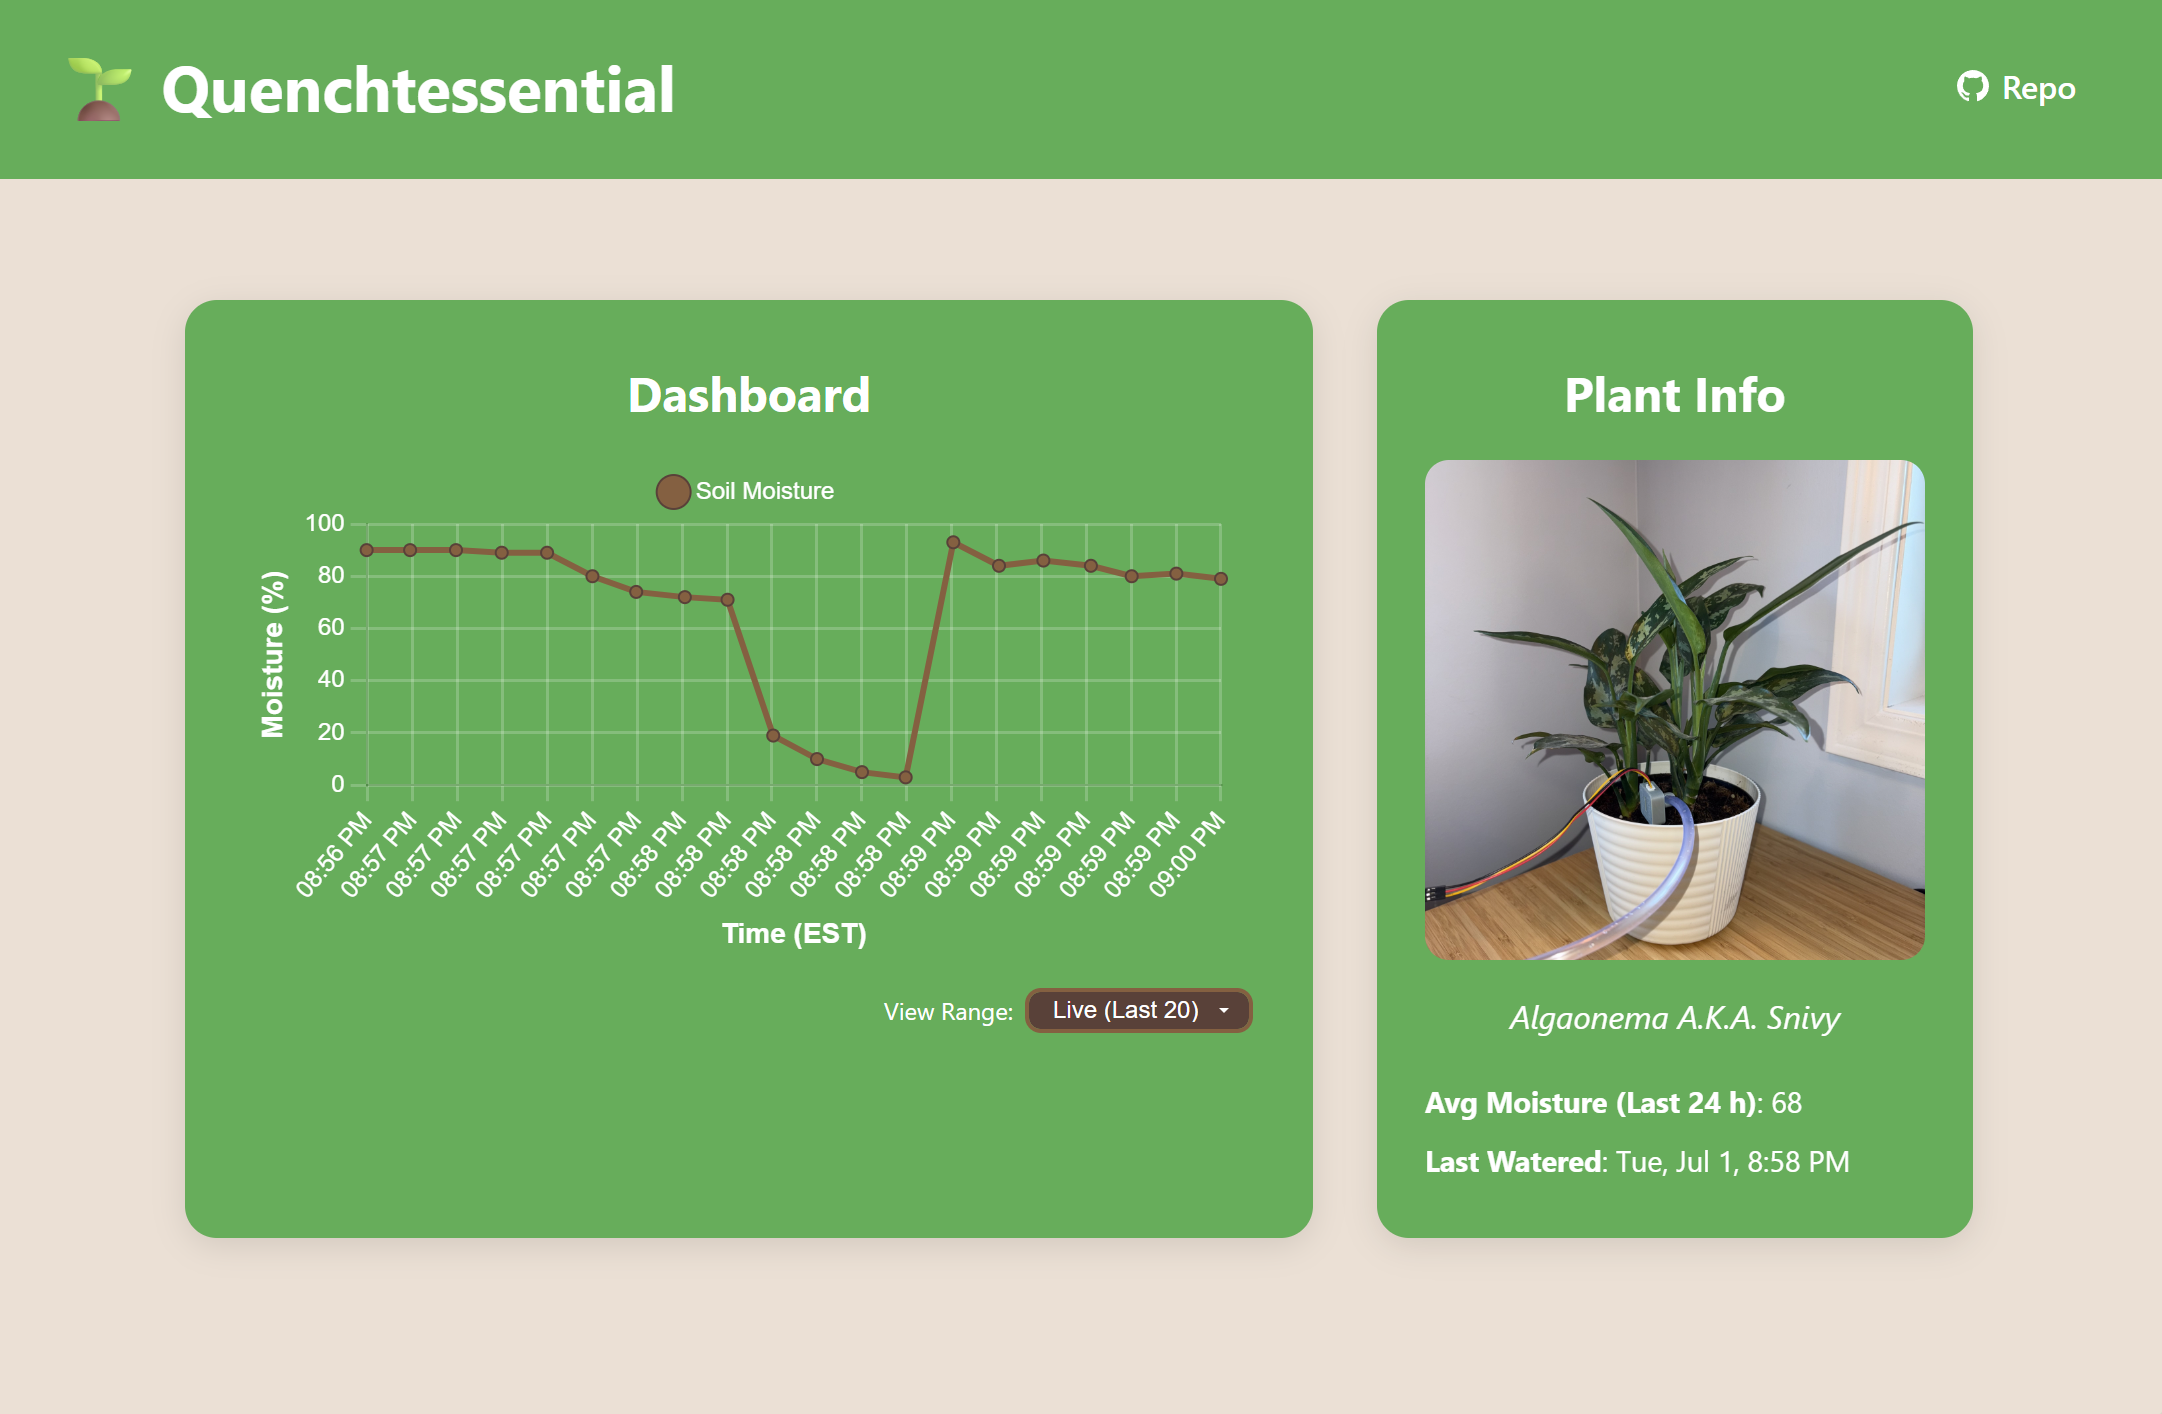 Quenchtessential
Repo
Dashboard
Soil Moisture
100
80
60
40
20
0
Moisture (%)
08:56 PM
08:57 PM
08:57 PM
08:57 PM
08:57 PM
08:57 PM
08:57 PM
08:58 PM
08:58 PM
08:58 PM
08:58 PM
08:58 PM
08:58 PM
08:59 PM
08:59 PM
08:59 PM
08:59 PM
08:59 PM
08:59 PM
09:00 PM
Time (EST)
View Range: Live (Last 20)
Plant Info
Algaonema A.K.A. Snivy
Avg Moisture (Last 24 h): 68
Last Watered: Tue, Jul 1, 8:58 PM